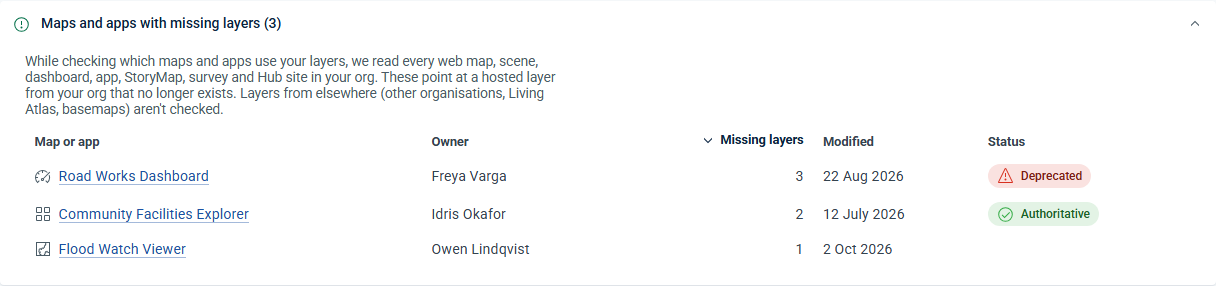 Maps and apps with missing layers (3)
While checking which maps and apps use your layers, we read every web map, scene,
dashboard, app, StoryMap, survey and Hub site in your org. These point at a hosted layer
from your org that no longer exists. Layers from elsewhere (other organisations, Living
Atlas, basemaps) aren't checked.
Map or app Owner Missing layers Modified Status
Road Works Dashboard Freya Varga 3 22 Aug 2026 Deprecated
Community Facilities Explorer Idris Okafor 2 12 July 2026 Authoritative
Flood Watch Viewer Owen Lindqvist 1 2 Oct 2026